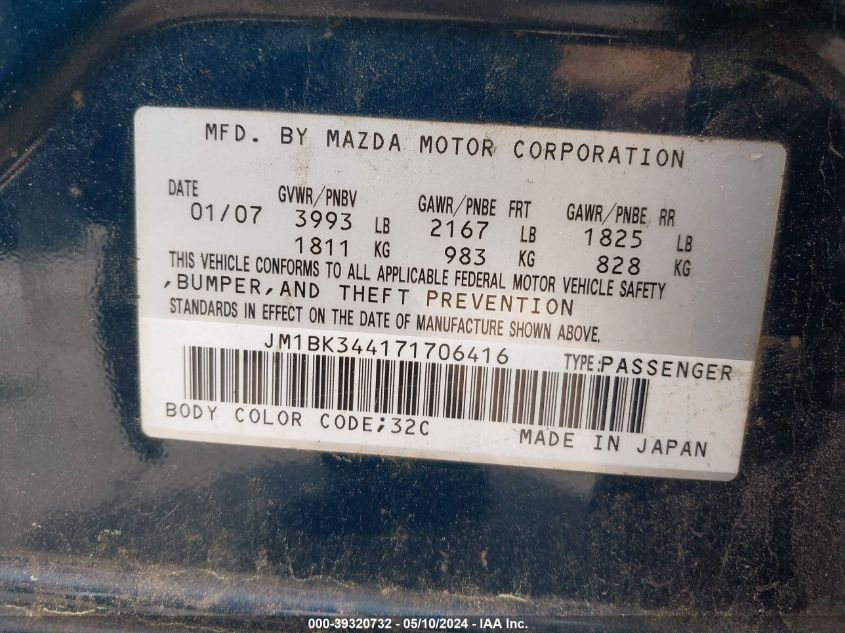 MFD. BY MAZDA MOTOR CORPORATION
DATE GVWR/PNBV GAWR/PNBE FRT GAWR/PNBE RR
01/07 3993 LB 2167 LB 1825 LB
1811 KG 983 KG 828 KG
THIS VEHICLE CONFORMS TO ALL APPLICABLE FEDERAL MOTOR VEHICLE SAFETY
,BUMPER,AND THEFT PREVENTION
STANDARDS IN EFFECT ON THE DATE OF MANUFACTURE SHOWN ABOVE.
JM1BK344171706416 TYPE:PASSENGER
BODY COLOR CODE;32C MADE IN JAPAN
000-39320732 - 05/10/2024 - IAA Inc.